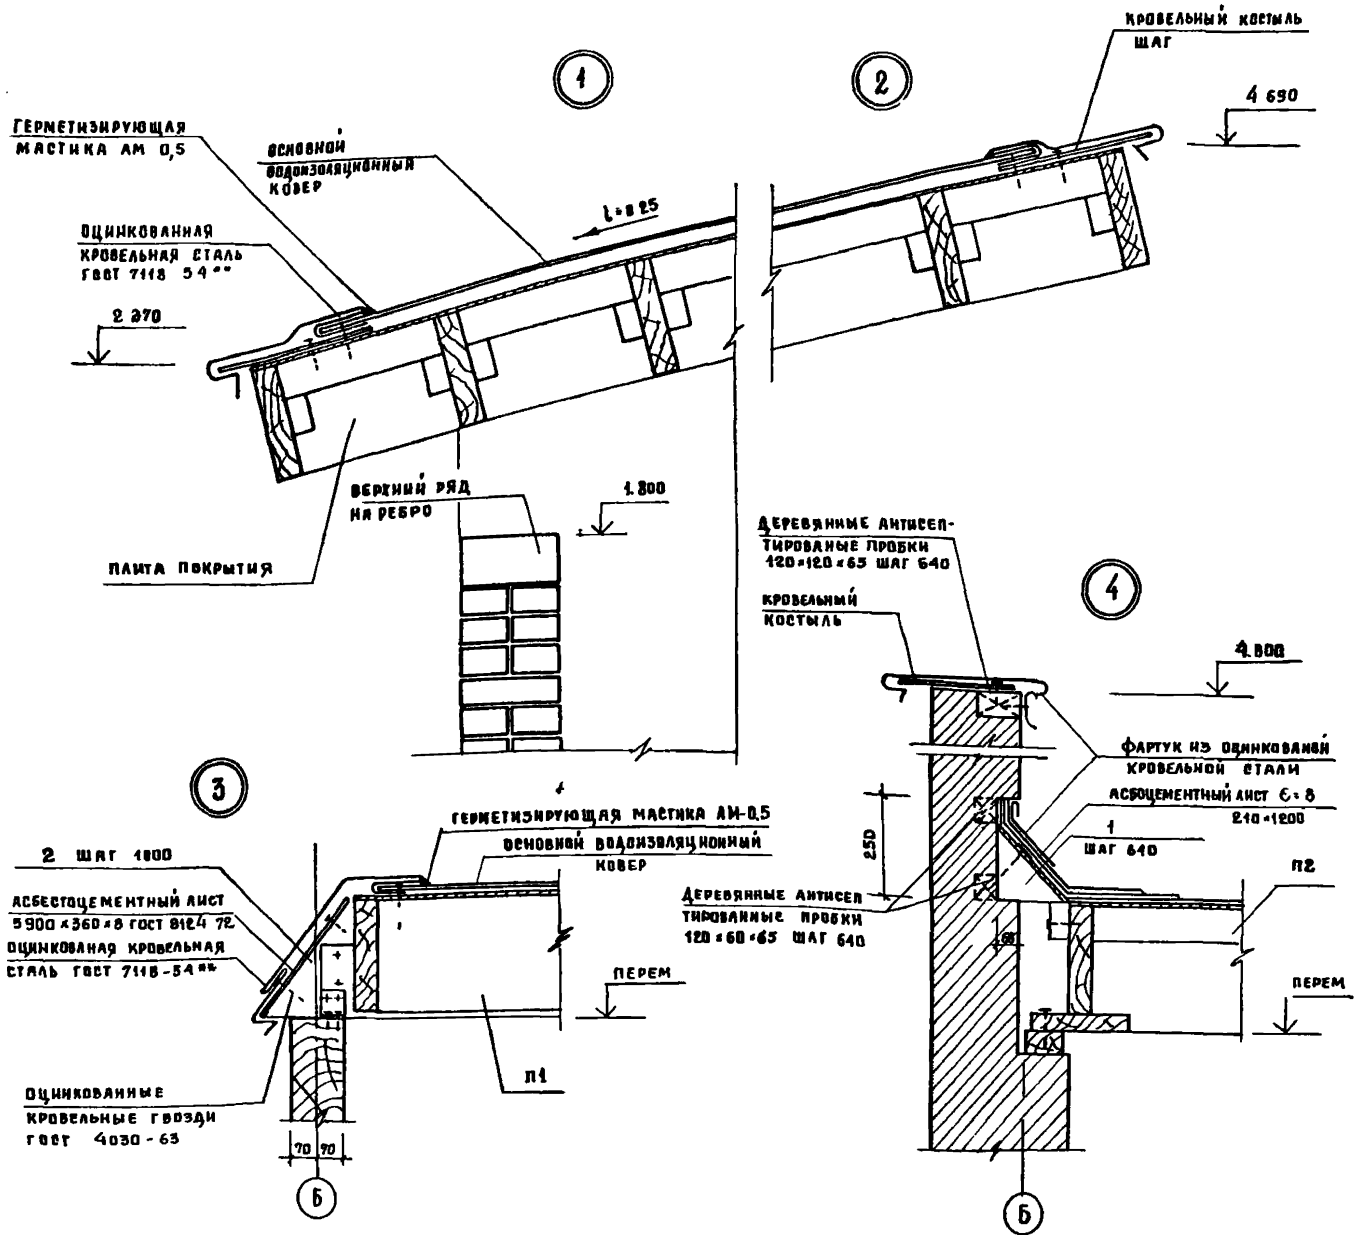 КРОВЕЛЬНЫЙ КОСТЫЛЬ
ШАГ
1
2
4 690
ГЕРМЕТИЗИРУЮЩАЯ
МАСТИКА АМ 0,5
ОСНОВНОЙ
ВОДОИЗОЛЯЦИОННЫЙ
КОВЕР
ОЦИНКОВАННАЯ
КРОВЕЛЬНАЯ СТАЛЬ
ГОСТ 7118 54**
2 370
ВЕРХНИЙ РЯД
НА РЕБРО
1.800
ПЛИТА ПОКРЫТИЯ
ДЕРЕВЯННЫЕ АНТИСЕП-
ТИРОВАНЫЕ ПРОБКИ
120×120×65 ШАГ 640
КРОВЕЛЬНЫЙ
КОСТЫЛЬ
4
4.800
ФАРТУК ИЗ ОЦИНКОВАНОЙ
КРОВЕЛЬНОЙ СТАЛИ
АСБОЦЕМЕНТНЫЙ ЛИСТ
210×1200
1
ШАГ 640
250
П2
ДЕРЕВЯННЫЕ АНТИСЕП
ТИРОВАННЫЕ ПРОБКИ
120×60×65 ШАГ 640
ПЕРЕМ
Б
3
ГЕРМЕТИЗИРУЮЩАЯ МАСТИКА АМ-0,5
ОСНОВНОЙ ВОДОИЗОЛЯЦИОННЫЙ
КОВЕР
2 ШАГ 1000
АСБЕСТОЦЕМЕНТНЫЙ ЛИСТ
5900×360×8 ГОСТ 8124 72
ОЦИНКОВАНАЯ КРОВЕЛЬНАЯ
СТАЛЬ ГОСТ 7118-54**
ПЕРЕМ
П1
ОЦИНКОВАННЫЕ
КРОВЕЛЬНЫЕ ГВОЗДИ
ГОСТ 4030-63
70
Б